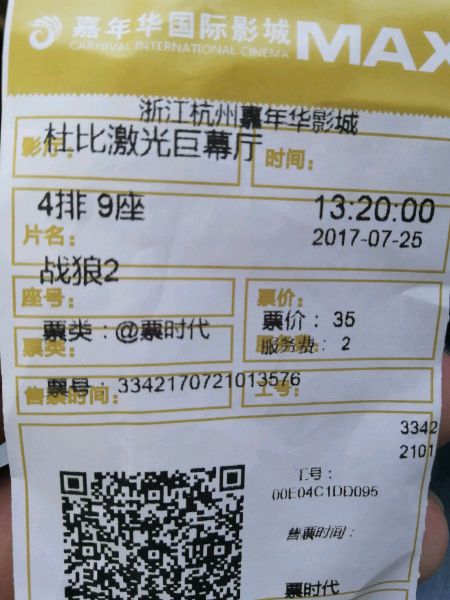 嘉年华国际影城 MAX
CARNIVAL INTERNATIONAL CINEMA
浙江杭州嘉年华影城
影厅：杜比激光巨幕厅
时间：
4排 9座
13:20:00
片名：
2017-07-25
战狼2
座号：
票价：
票类：@票时代
票价：35
票类：
服务费：2
票号：3342170721013576
售票时间：
工号：
3342
2101
工号：
00E04C1DD095
售票时间：
票时代